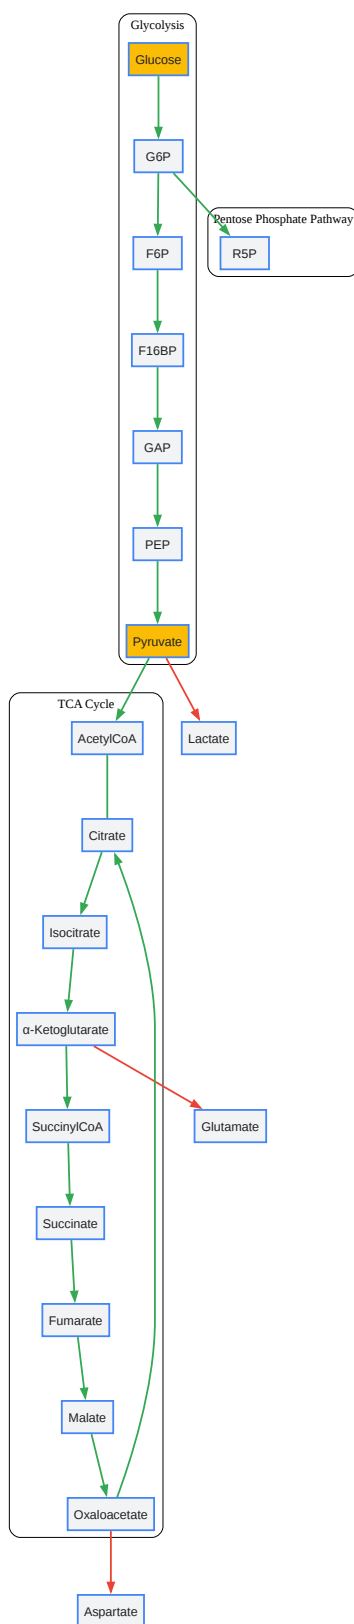 Glycolysis
Glucose
G6P
Pentose Phosphate Pathway
F6P
R5P
F16BP
GAP
PEP
Pyruvate
TCA Cycle
AcetylCoA
Lactate
Citrate
Isocitrate
α-Ketoglutarate
SuccinylCoA
Glutamate
Succinate
Fumarate
Malate
Oxaloacetate
Aspartate